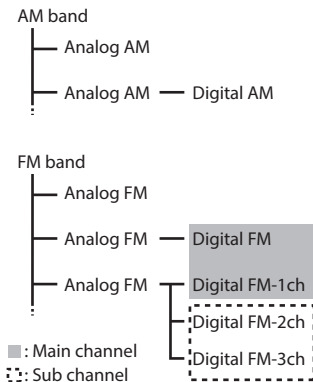 AM band
Analog AM
Analog AM Digital AM
FM band
Analog FM
Analog FM Digital FM
Analog FM Digital FM-1ch
Digital FM-2ch
Digital FM-3ch
: Main channel
: Sub channel